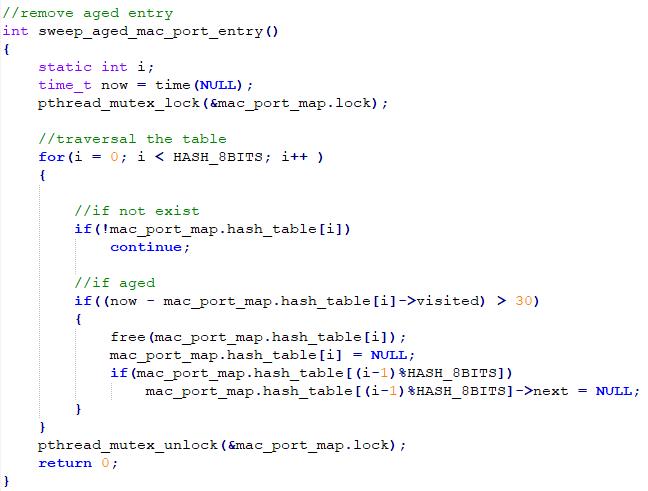 //remove aged entry
int sweep_aged_mac_port_entry()
{
    static int i;
    time_t now = time(NULL);
    pthread_mutex_lock(&mac_port_map.lock);

    //traversal the table
    for(i = 0; i < HASH_8BITS; i++ )
    {

        //if not exist
        if(!mac_port_map.hash_table[i])
            continue;

        //if aged
        if((now - mac_port_map.hash_table[i]->visited) > 30)
        {
            free(mac_port_map.hash_table[i]);
            mac_port_map.hash_table[i] = NULL;
            if(mac_port_map.hash_table[(i-1)%HASH_8BITS])
                mac_port_map.hash_table[(i-1)%HASH_8BITS]->next = NULL;
        }
    }
    pthread_mutex_unlock(&mac_port_map.lock);
    return 0;
}